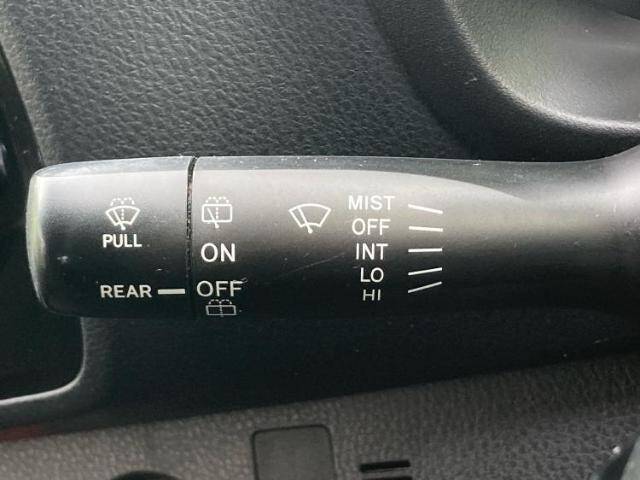 PULL
REAR
ON
OFF
MIST
OFF
INT
LO
HI